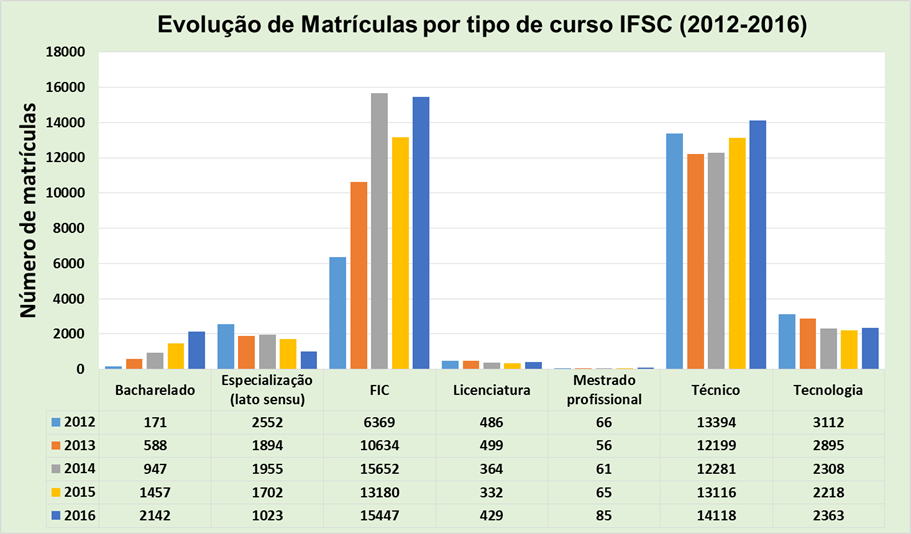 Evolução de Matrículas por tipo de curso IFSC (2012-2016)
Número de matrículas
18000
16000
14000
12000
10000
8000
6000
4000
2000
0
Bacharelado Especialização (lato sensu) FIC Licenciatura Mestrado profissional Técnico Tecnologia
2012 171 2552 6369 486 66 13394 3112
2013 588 1894 10634 499 56 12199 2895
2014 947 1955 15652 364 61 12281 2308
2015 1457 1702 13180 332 65 13116 2218
2016 2142 1023 15447 429 85 14118 2363